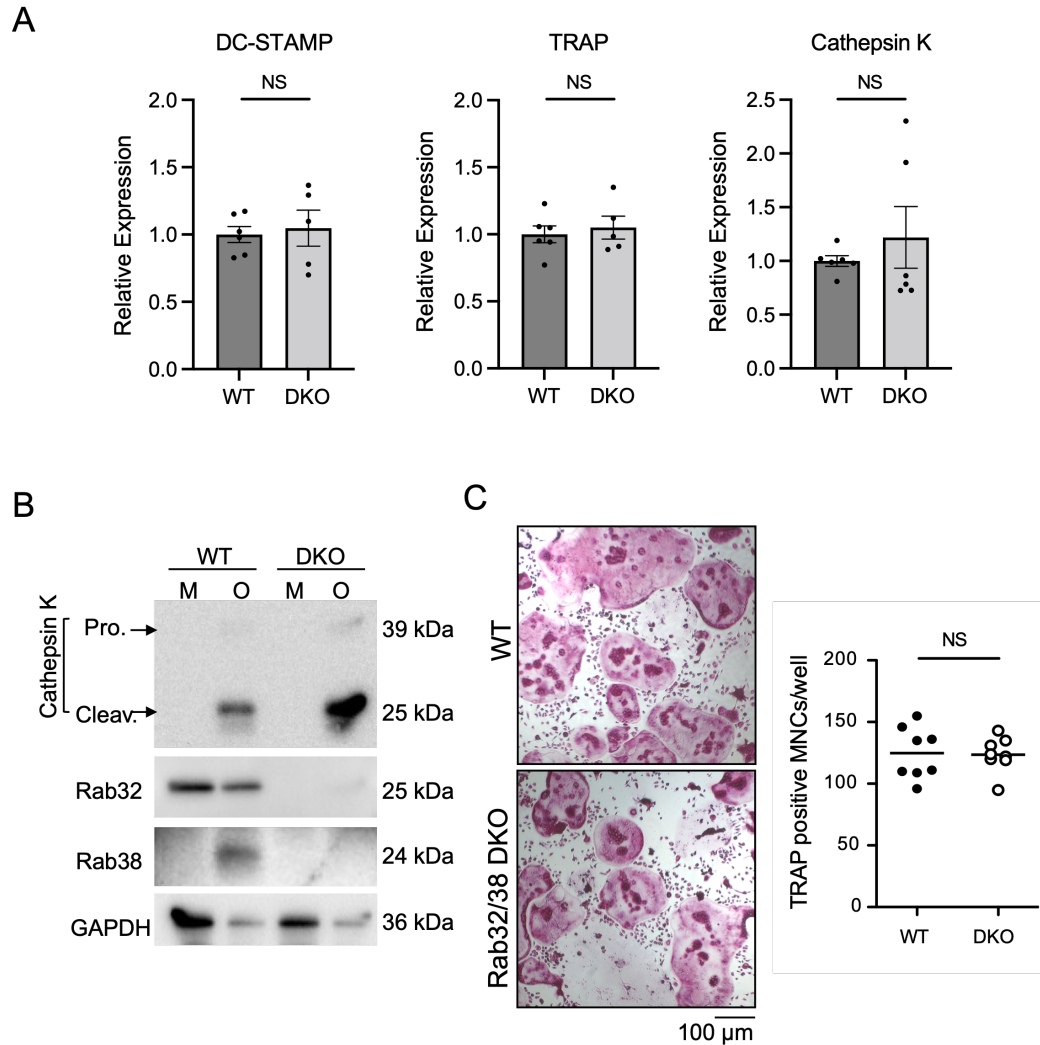 A
DC-STAMP
NS
Relative Expression
2.0
1.5
1.0
0.5
0.0
WT
DKO
TRAP
NS
Relative Expression
2.0
1.5
1.0
0.5
0.0
WT
DKO
Cathepsin K
NS
Relative Expression
2.5
2.0
1.5
1.0
0.5
0.0
WT
DKO
B
WT
DKO
M
O
M
O
Cathepsin K
Pro.
39 kDa
Cleav.
25 kDa
Rab32
25 kDa
Rab38
24 kDa
GAPDH
36 kDa
C
WT
Rab32/38 DKO
100 µm
NS
TRAP positive MNCs/well
200
150
100
50
0
WT
DKO